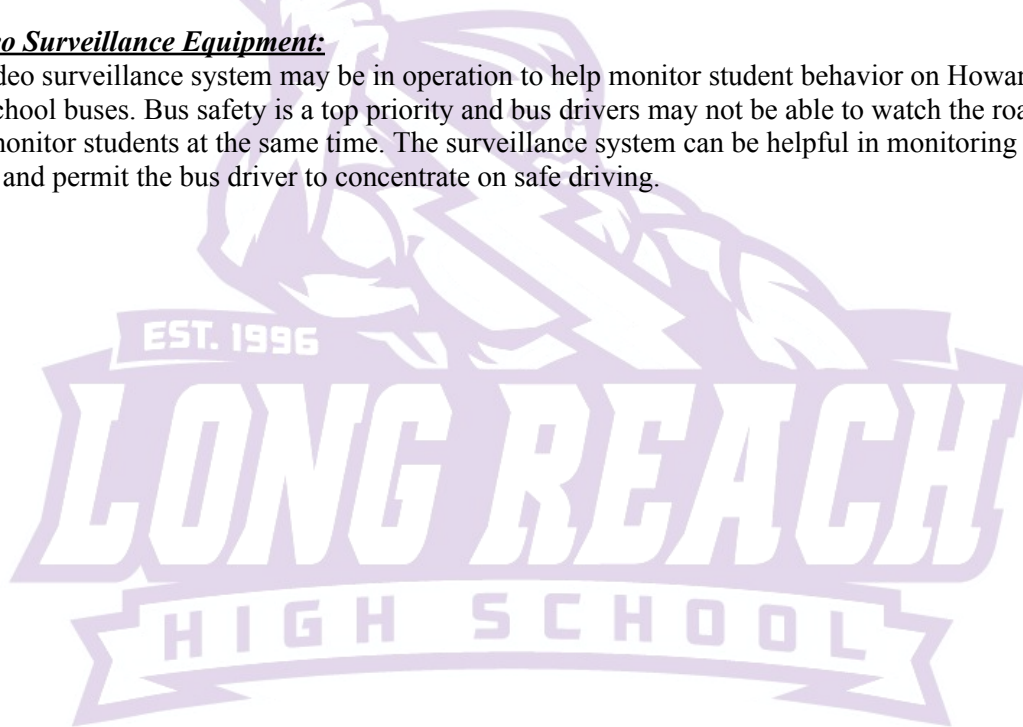 eo Surveillance Equipment:
deo surveillance system may be in operation to help monitor student behavior on Howar
chool buses. Bus safety is a top priority and bus drivers may not be able to watch the roa
monitor students at the same time. The surveillance system can be helpful in monitoring
and permit the bus driver to concentrate on safe driving.
EST. 1996
LONG REACH
HIGH SCHOOL